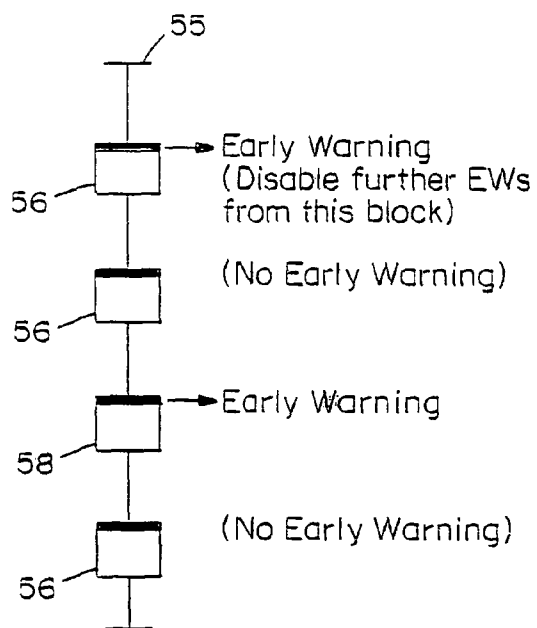 55
Early Warning
(Disable further EWs
from this block)
56
(No Early Warning)
56
Early Warning
58
(No Early Warning)
56